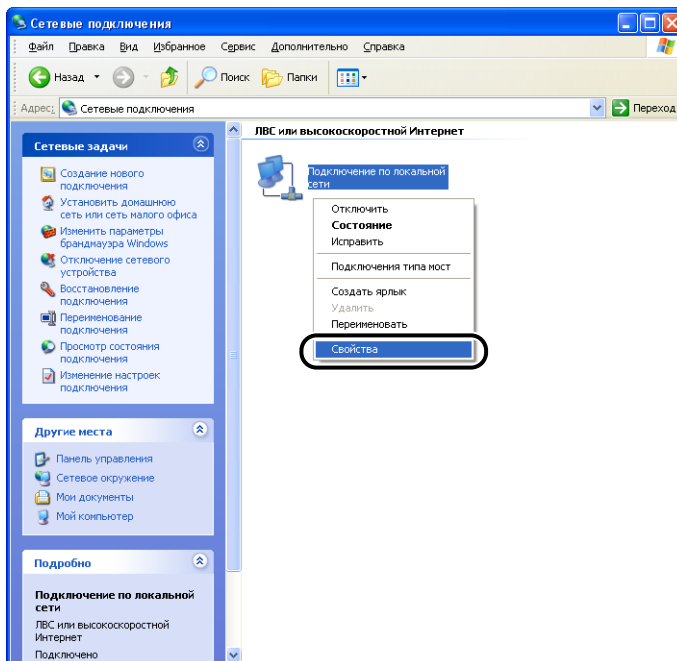 Сетевые подключения
Файл Правка Вид Избранное Сервис Дополнительно Справка
Назад Поиск Папки
Адрес: Сетевые подключения Переход
Сетевые задачи
Создание нового
подключения
Установить домашнюю
сеть или сеть малого офиса
Изменить параметры
брандмауэра Windows
Отключение сетевого
устройства
Восстановление
подключения
Переименование
подключения
Просмотр состояния
подключения
Изменение настроек
подключения
Другие места
Панель управления
Сетевое окружение
Мои документы
Мой компьютер
Подробно
Подключение по локальной
сети
ЛВС или высокоскоростной
Интернет
Подключено
ЛВС или высокоскоростной Интернет
Подключение по локальной
сети
Отключить
Состояние
Исправить
Подключения типа мост
Создать ярлык
Удалить
Переименовать
Свойства